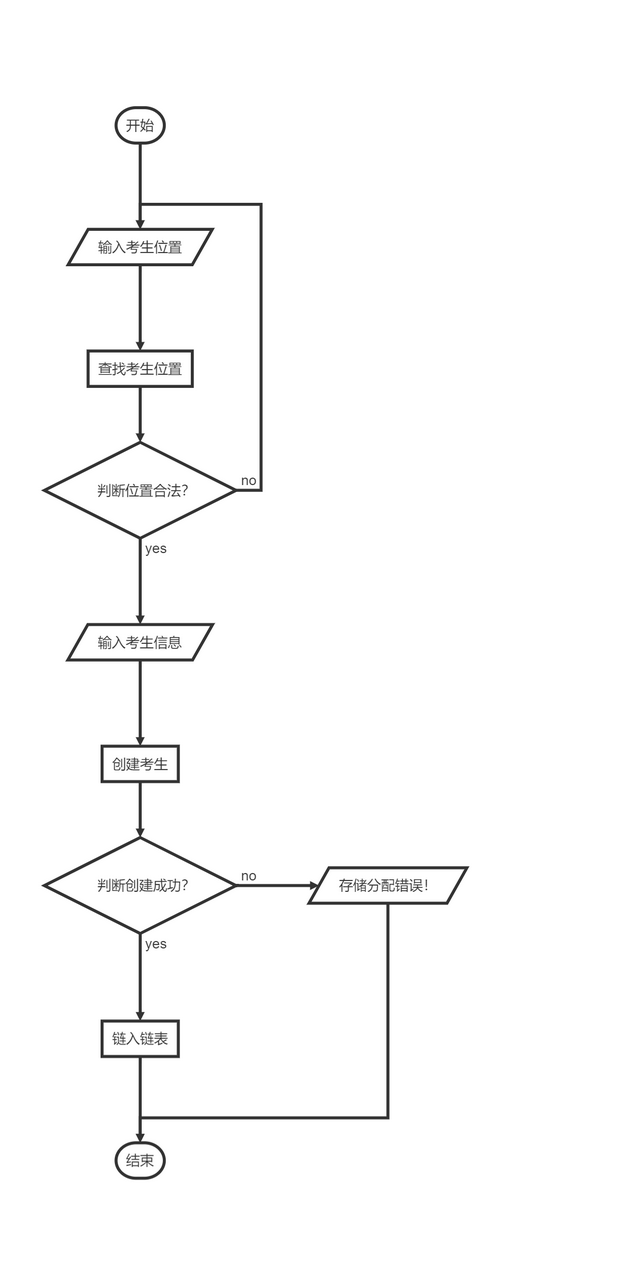 开始
输入考生位置
查找考生位置
判断位置合法？
no
yes
输入考生信息
创建考生
判断创建成功？
no
存储分配错误！
yes
链入链表
结束